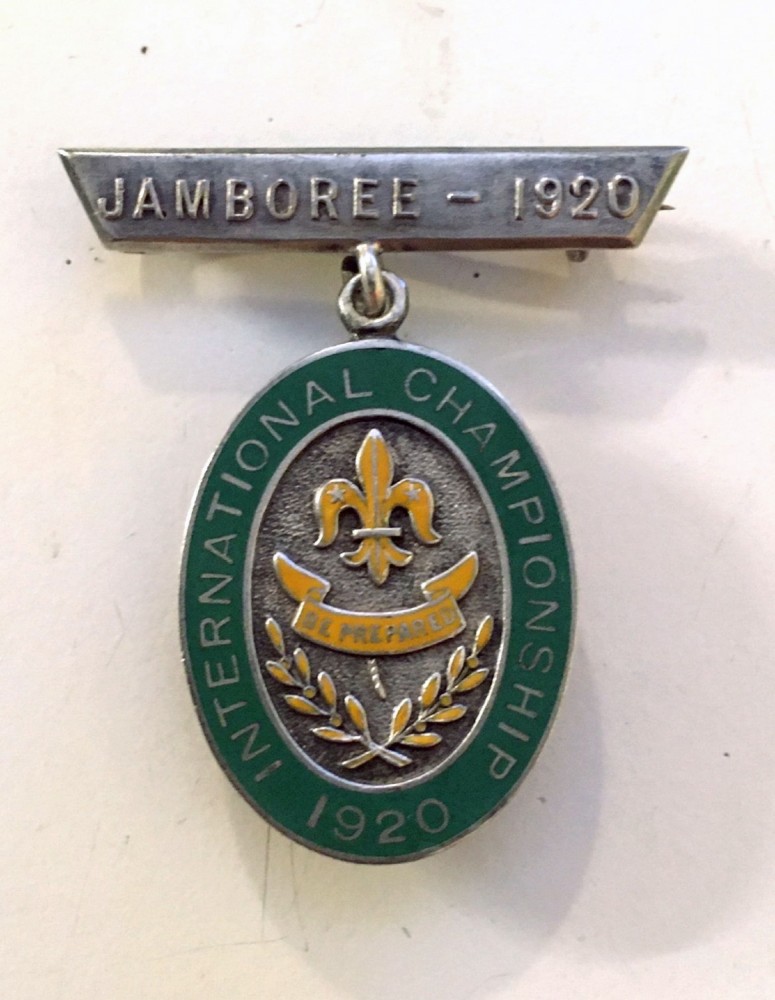 JAMBOREE - 1920
INTERNATIONAL CHAMPIONSHIP
BE PREPARED
1920